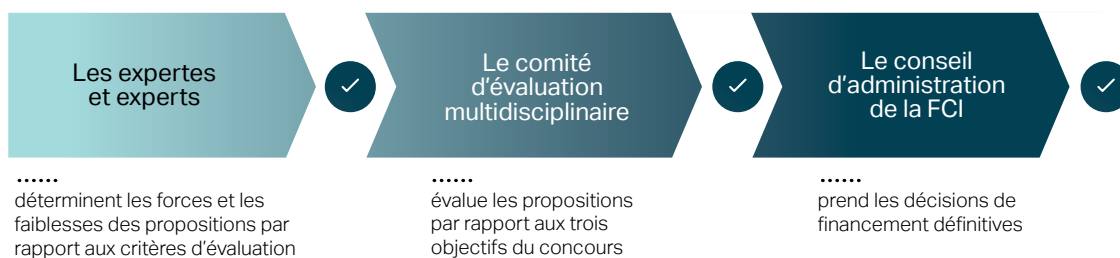 Les expertes
et experts
......
déterminent les forces et les
faiblesses des propositions par
rapport aux critères d'évaluation
Le comité
d'évaluation
multidisciplinaire
......
évalue les propositions
par rapport aux trois
objectifs du concours
Le conseil
d'administration
de la FCI
......
prend les décisions de
financement définitives